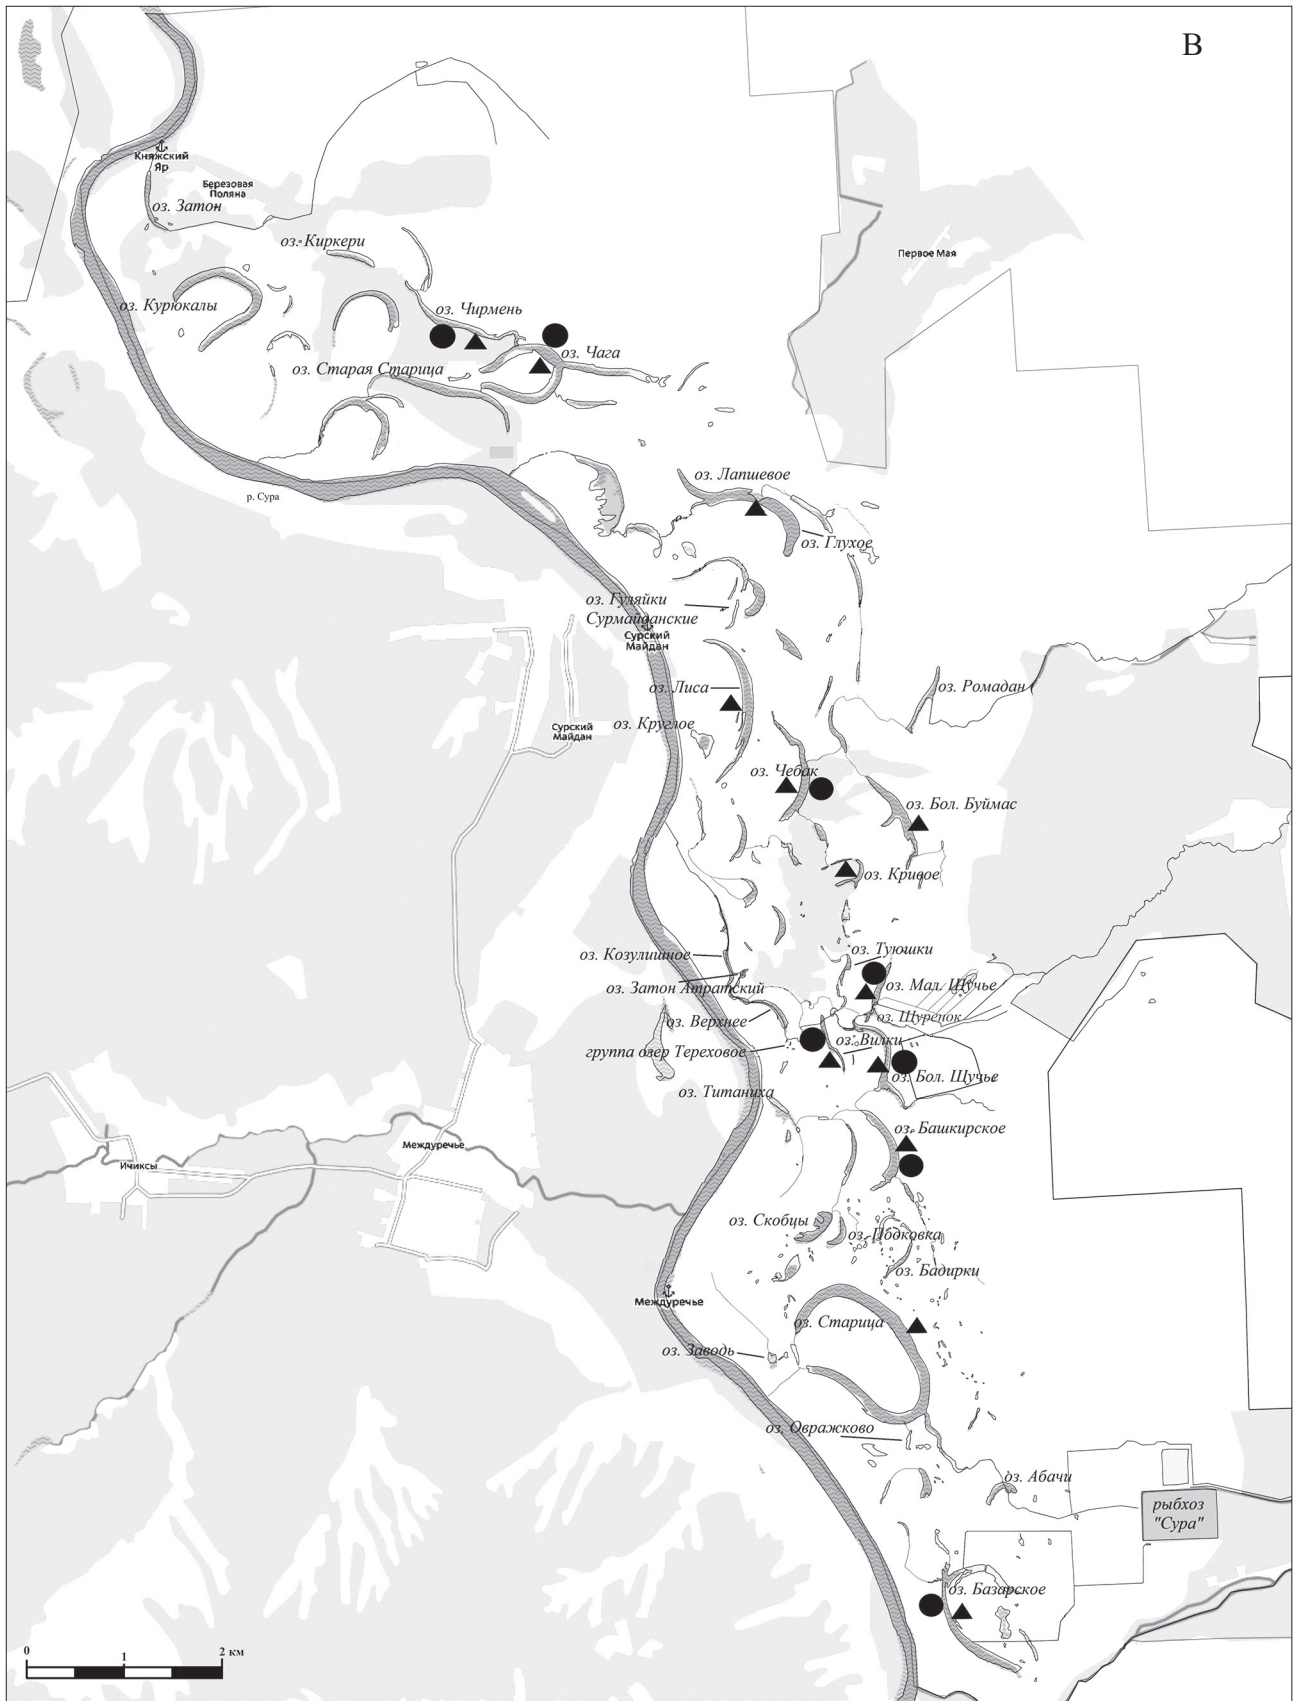 В
Княжский
Яр
Березовая
Поляна
оз. Затон
оз. Киркери
Первое Мая
оз. Курюкалы
оз. Чирмень
оз. Чага
оз. Старая Старица
оз. Лапшевое
р. Сура
оз. Глухое
оз. Гуляйки
Сурмайданские
Сурский
Майдан
оз. Лиса
оз. Ромадан
оз. Круглое
Сурский
Майдан
оз. Чебак
оз. Бол. Буймас
оз. Кривое
оз. Туюшки
оз. Козулишное
оз. Затон Атратский
оз. Мал. Щучье
оз. Щуренок
оз. Верхнее
оз. Вилки
группа озер Тереховое
оз. Бол. Щучье
оз. Титаниха
оз. Башкирское
Междуречье
Ичиксы
оз. Скобцы
оз. Подковка
оз. Бадирки
Междуречье
оз. Старица
оз. Заводь
оз. Овражково
оз. Абачи
рыбхоз
"Сура"
оз. Базарское
0 1 2 км